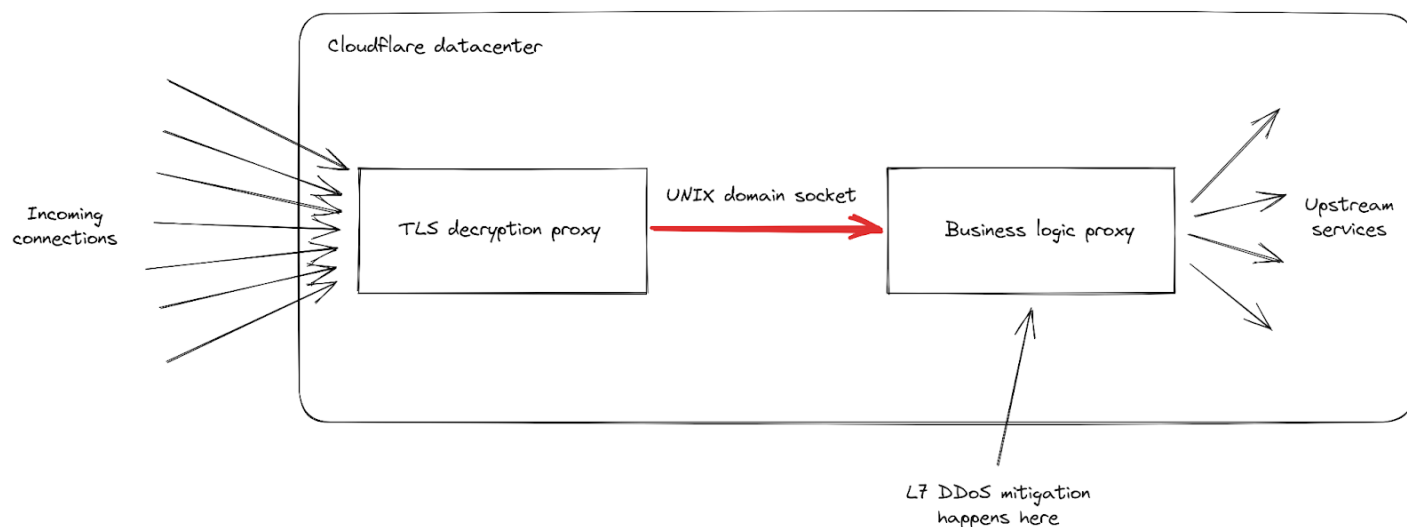 Cloudflare datacenter
Incoming
connections
TLS decryption proxy
UNIX domain socket
Business logic proxy
Upstream
services
L7 DDoS mitigation
happens here